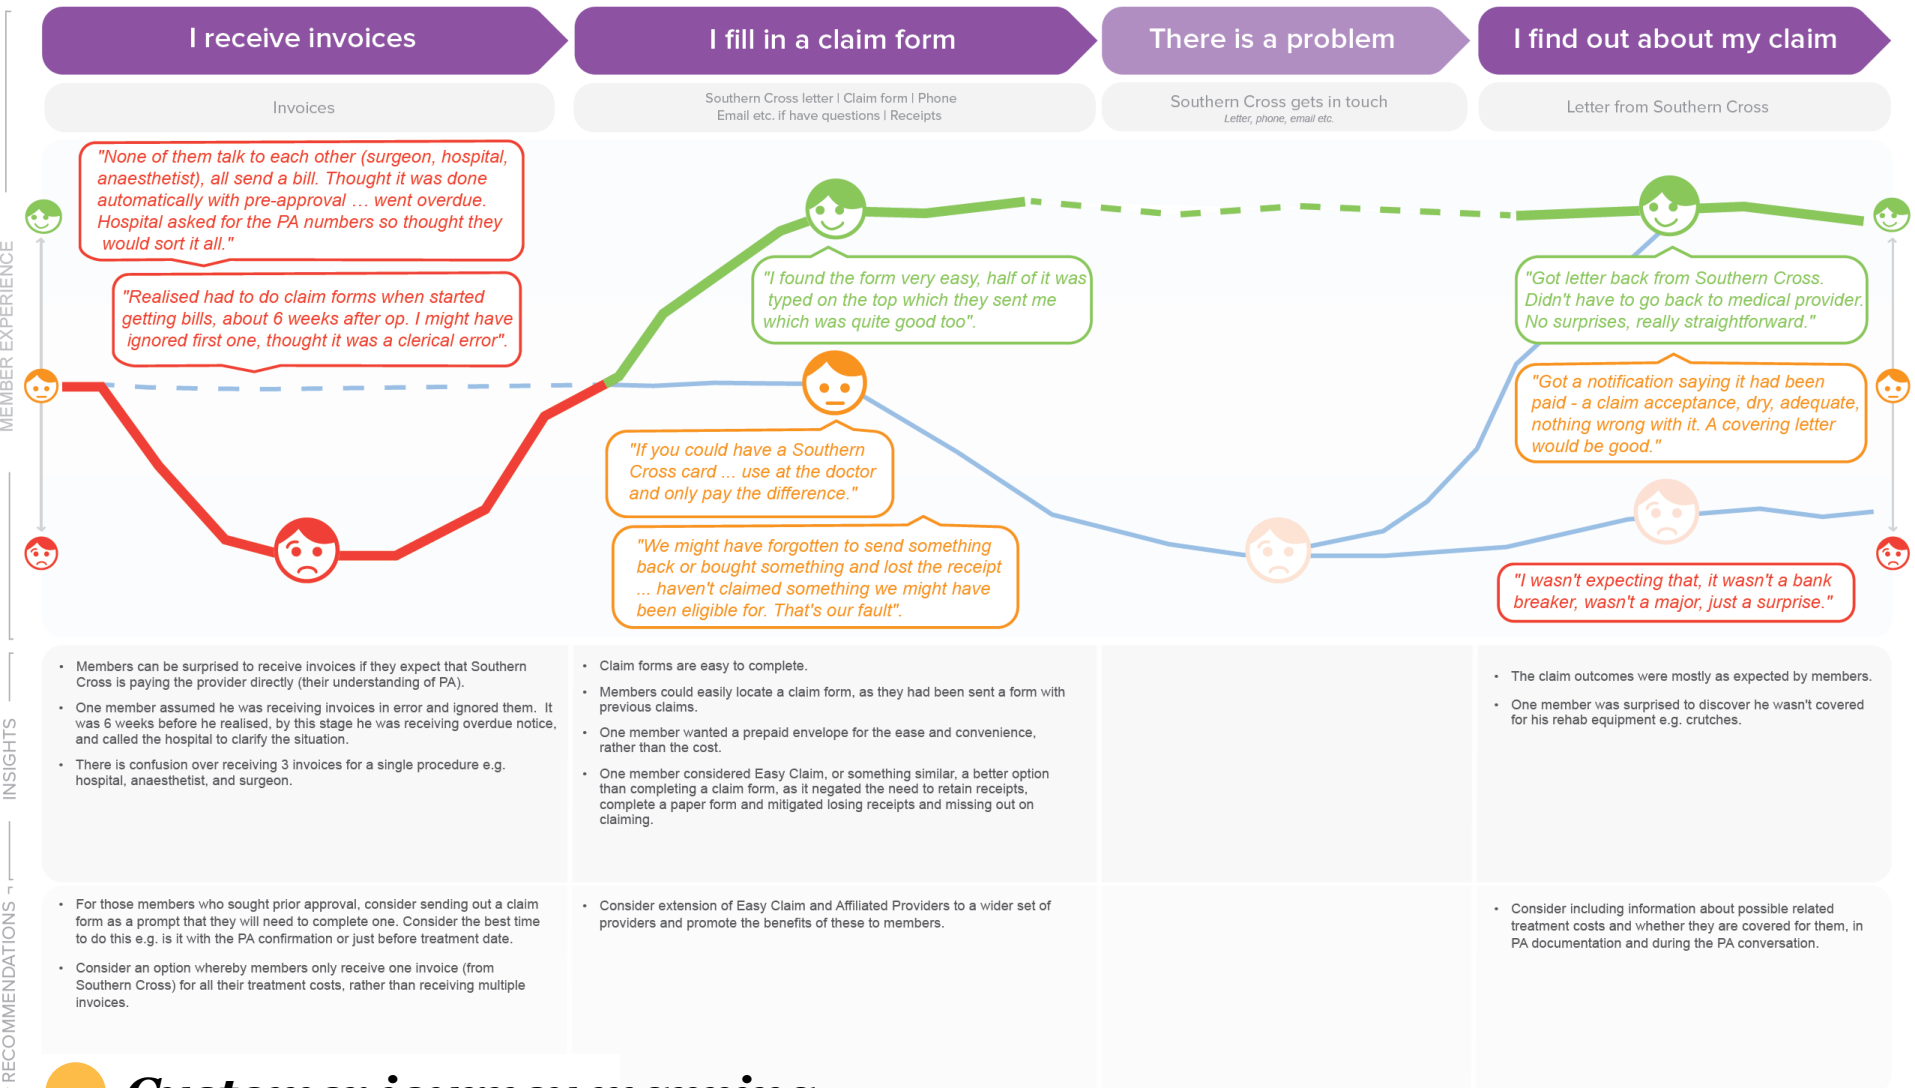 I receive invoices
I fill in a claim form
There is a problem
I find out about my claim
Invoices
Southern Cross letter | Claim form | Phone
Email etc. if have questions | Receipts
Southern Cross gets in touch
Letter, phone, email etc.
Letter from Southern Cross
MEMBER EXPERIENCE
"None of them talk to each other (surgeon, hospital,
anaesthetist), all send a bill. Thought it was done
automatically with pre-approval ... went overdue.
Hospital asked for the PA numbers so thought they
would sort it all."
"Realised had to do claim forms when started
getting bills, about 6 weeks after op. I might have
ignored first one, thought it was a clerical error".
"I found the form very easy, half of it was
typed on the top which they sent me
which was quite good too".
"If you could have a Southern
Cross card ... use at the doctor
and only pay the difference."
"We might have forgotten to send something
back or bought something and lost the receipt
... haven't claimed something we might have
been eligible for. That's our fault".
"Got letter back from Southern Cross.
Didn't have to go back to medical provider.
No surprises, really straightforward."
"Got a notification saying it had been
paid - a claim acceptance, dry, adequate,
nothing wrong with it. A covering letter
would be good."
"I wasn't expecting that, it wasn't a bank
breaker, wasn't a major, just a surprise."
INSIGHTS
• Members can be surprised to receive invoices if they expect that Southern
Cross is paying the provider directly (their understanding of PA).
• One member assumed he was receiving invoices in error and ignored them. It
was 6 weeks before he realised, by this stage he was receiving overdue notice,
and called the hospital to clarify the situation.
• There is confusion over receiving 3 invoices for a single procedure e.g.
hospital, anaesthetist, and surgeon.
• Claim forms are easy to complete.
• Members could easily locate a claim form, as they had been sent a form with
previous claims.
• One member wanted a prepaid envelope for the ease and convenience,
rather than the cost.
• One member considered Easy Claim, or something similar, a better option
than completing a claim form, as it negated the need to retain receipts,
complete a paper form and mitigated losing receipts and missing out on
claiming.
• The claim outcomes were mostly as expected by members.
• One member was surprised to discover he wasn't covered
for his rehab equipment e.g. crutches.
RECOMMENDATIONS
• For those members who sought prior approval, consider sending out a claim
form as a prompt that they will need to complete one. Consider the best time
to do this e.g. is it with the PA confirmation or just before treatment date.
• Consider an option whereby members only receive one invoice (from
Southern Cross) for all their treatment costs, rather than receiving multiple
invoices.
• Consider extension of Easy Claim and Affiliated Providers to a wider set of
providers and promote the benefits of these to members.
• Consider including information about possible related
treatment costs and whether they are covered for them, in
PA documentation and during the PA conversation.
Customer journey mapping